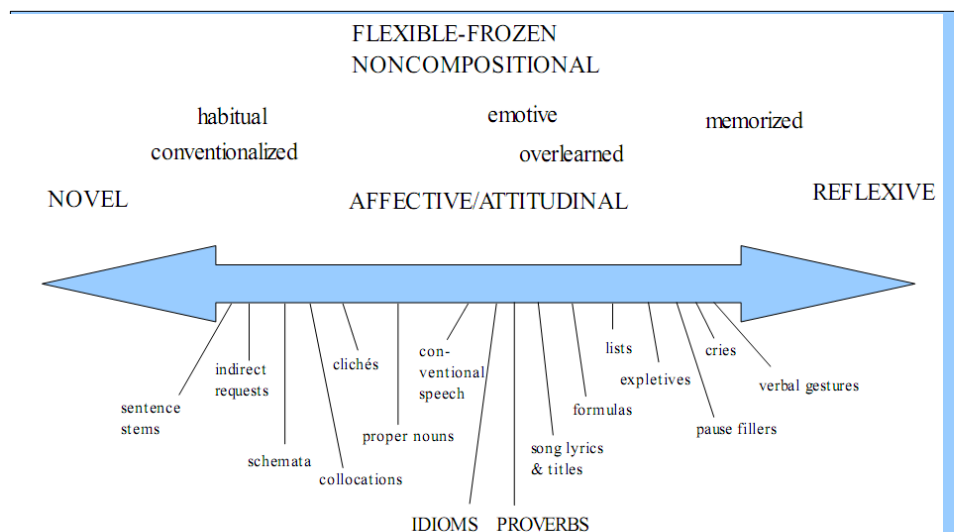 FLEXIBLE-FROZEN
NONCOMPOSITIONAL
habitual
emotive
memorized
conventionalized
overlearned
NOVEL
AFFECTIVE/ATTITUDINAL
REFLEXIVE
sentence
stems
indirect
requests
schemata
collocations
clichés
proper nouns
con-
ventional
speech
IDIOMS
PROVERBS
song lyrics
& titles
formulas
lists
expletives
pause fillers
cries
verbal gestures